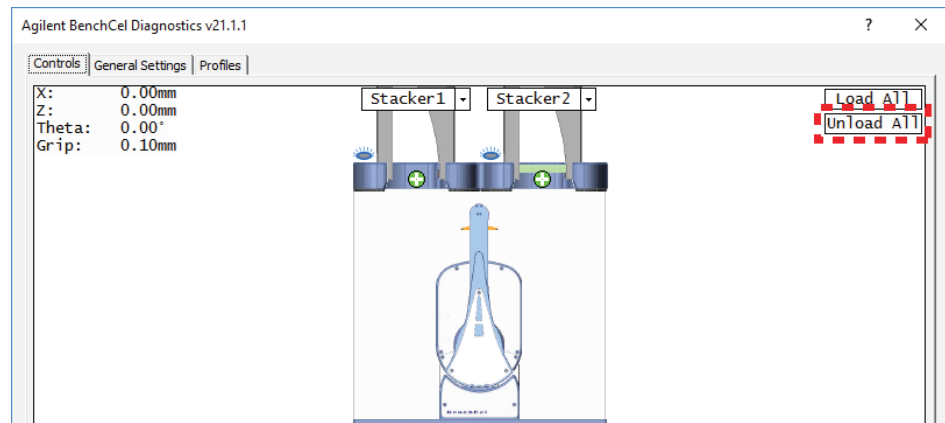 Agilent BenchCel Diagnostics v21.1.1 ? ×
Controls General Settings Profiles
X: 0.00mm
Z: 0.00mm
Theta: 0.00°
Grip: 0.10mm
Stacker1 Stacker2
Load All
Unload All
BenchCel